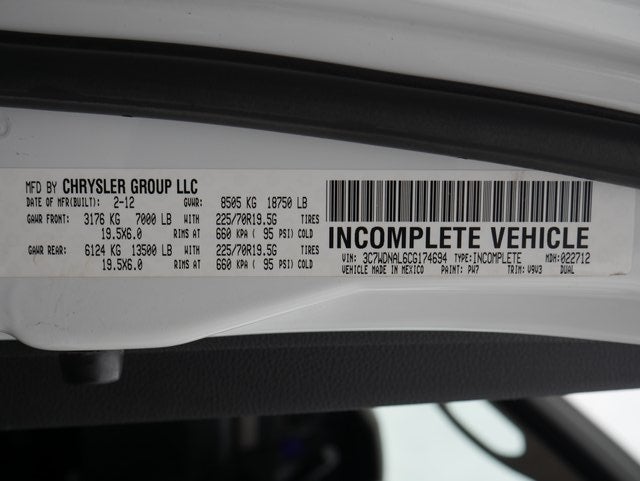 MFD BY CHRYSLER GROUP LLC
DATE OF MFR(BUILT): 2-12 GVWR: 8505 KG 18750 LB
GAWR FRONT: 3176 KG 7000 LB WITH 225/70R19.5G TIRES
19.5X6.0 RIMS AT 660 KPA ( 95 PSI) COLD
GAWR REAR: 6124 KG 13500 LB WITH 225/70R19.5G TIRES
19.5X6.0 RIMS AT 660 KPA ( 95 PSI) COLD
INCOMPLETE VEHICLE
VIN: 3C7WDNAL6CG174694 TYPE:INCOMPLETE MDH:022712
VEHICLE MADE IN MEXICO PAINT: PW7 TRIM: V9V3 DUAL